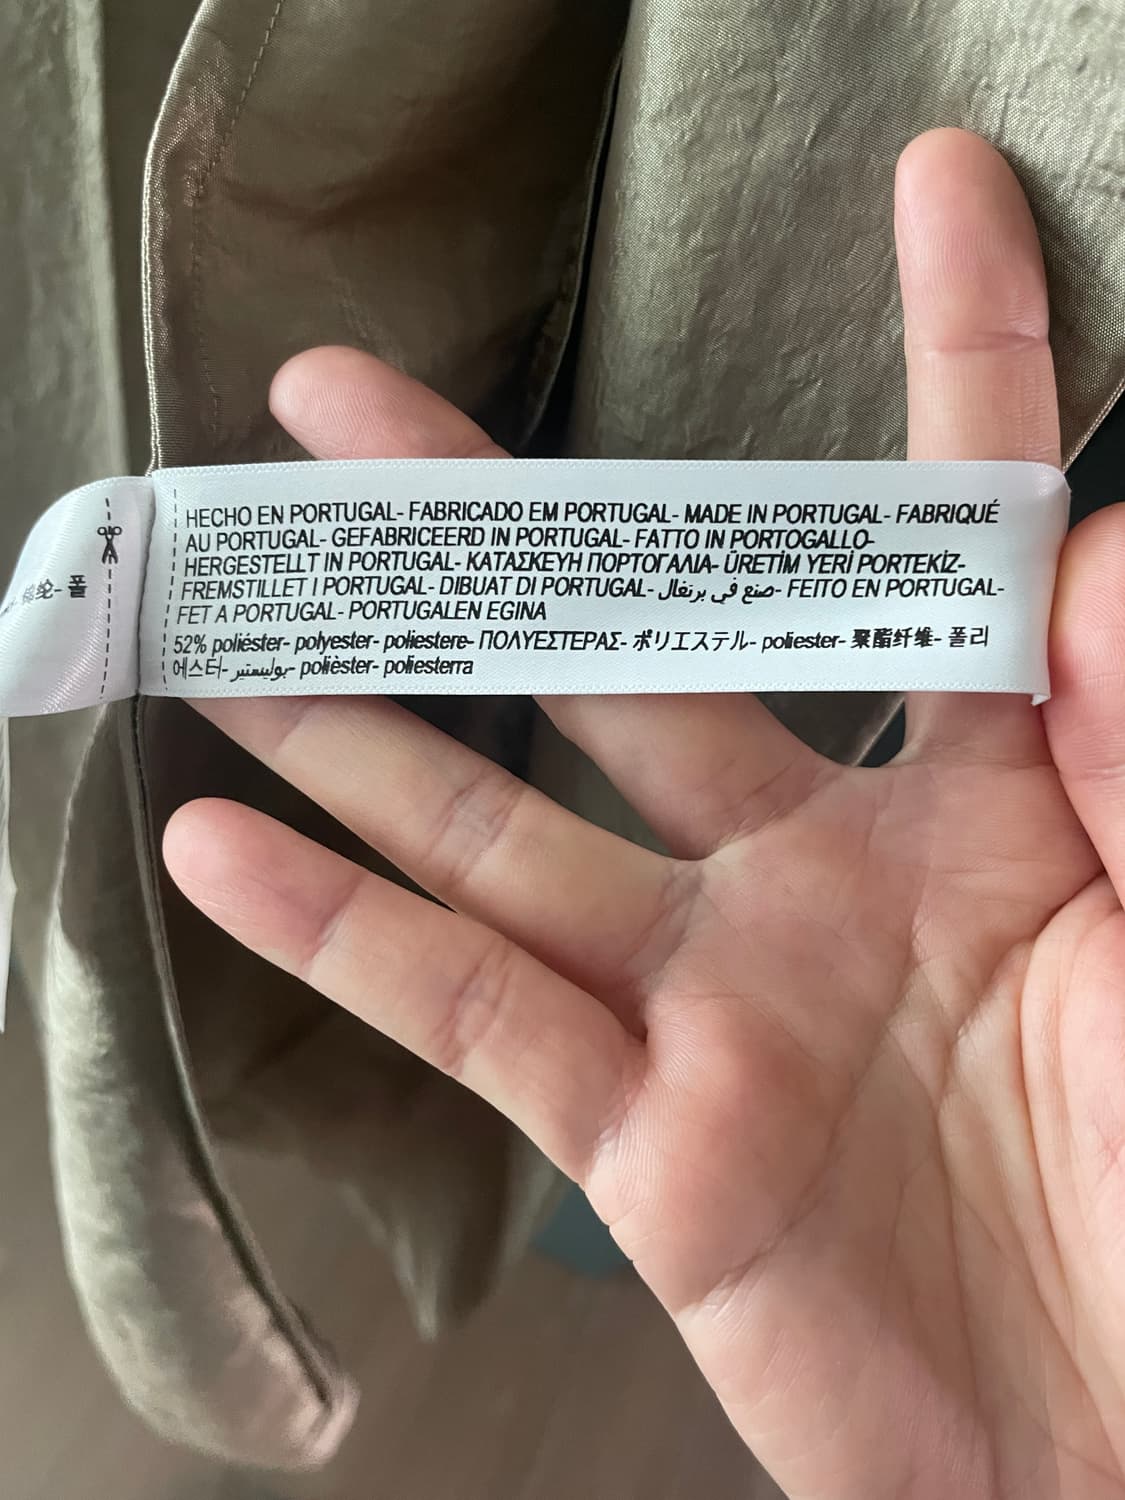 HECHO EN PORTUGAL- FABRICADO EM PORTUGAL- MADE IN PORTUGAL- FABRIQUÉ
AU PORTUGAL- GEFABRICEERD IN PORTUGAL- FATTO IN PORTOGALLO-
HERGESTELLT IN PORTUGAL- ΚΑΤΑΣΚΕΥΗ ΠΟΡΤΟΓΑΛΙΑ- ÜRETİM YERİ PORTEKİZ-
FREMSTILLET I PORTUGAL- DIBUAT DI PORTUGAL- صنع في برتغال- FEITO EN PORTUGAL-
FET A PORTUGAL- PORTUGALEN EGINA
52% poliéster- polyester- poliestere- ΠΟΛΥΕΣΤΕΡΑΣ- ポリエステル- poliester- 聚酯纤维- 폴리
에스터- بوليستير- polièster- poliesterra
纶- 폴